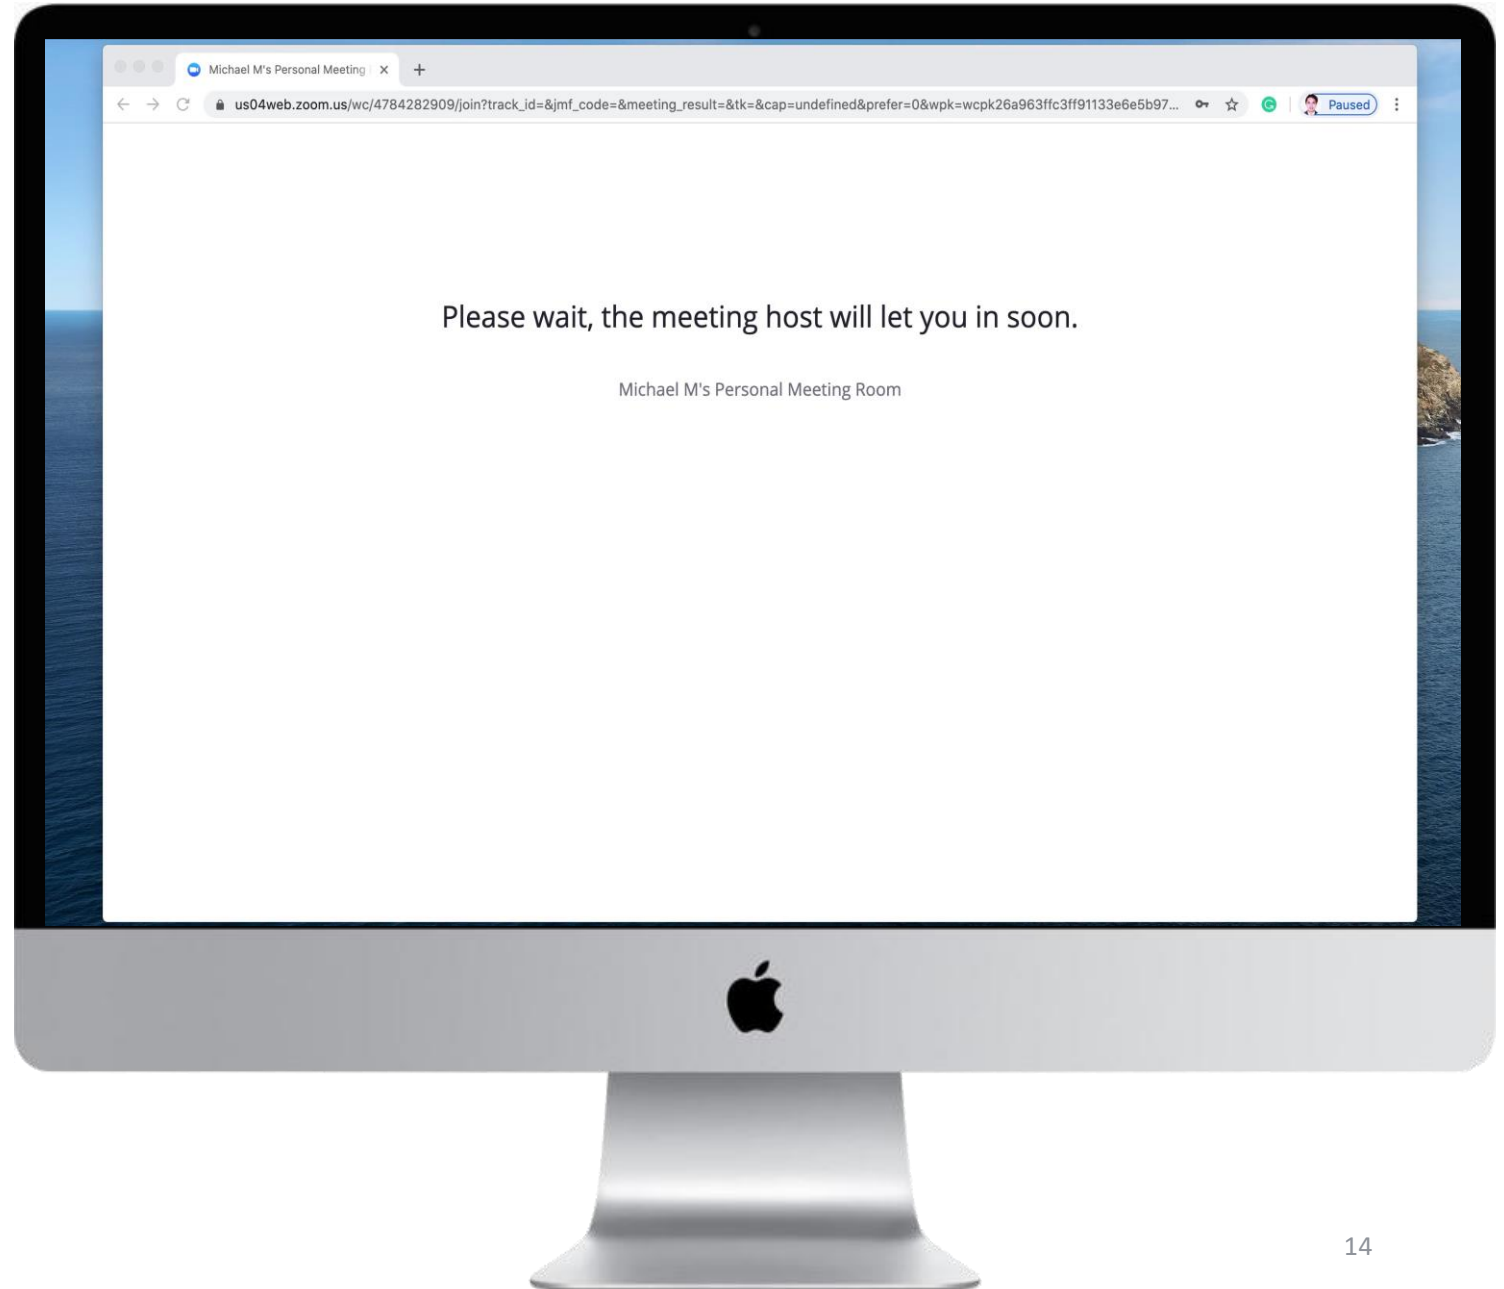 Michael M's Personal Meeting
us04web.zoom.us/wc/4784282909/join?track_id=&jmf_code=&meeting_result=&tk=&cap=undefined&prefer=0&wpk=wcpk26a963ffc3ff91133e6e5b97...
Paused
Please wait, the meeting host will let you in soon.
Michael M's Personal Meeting Room
14